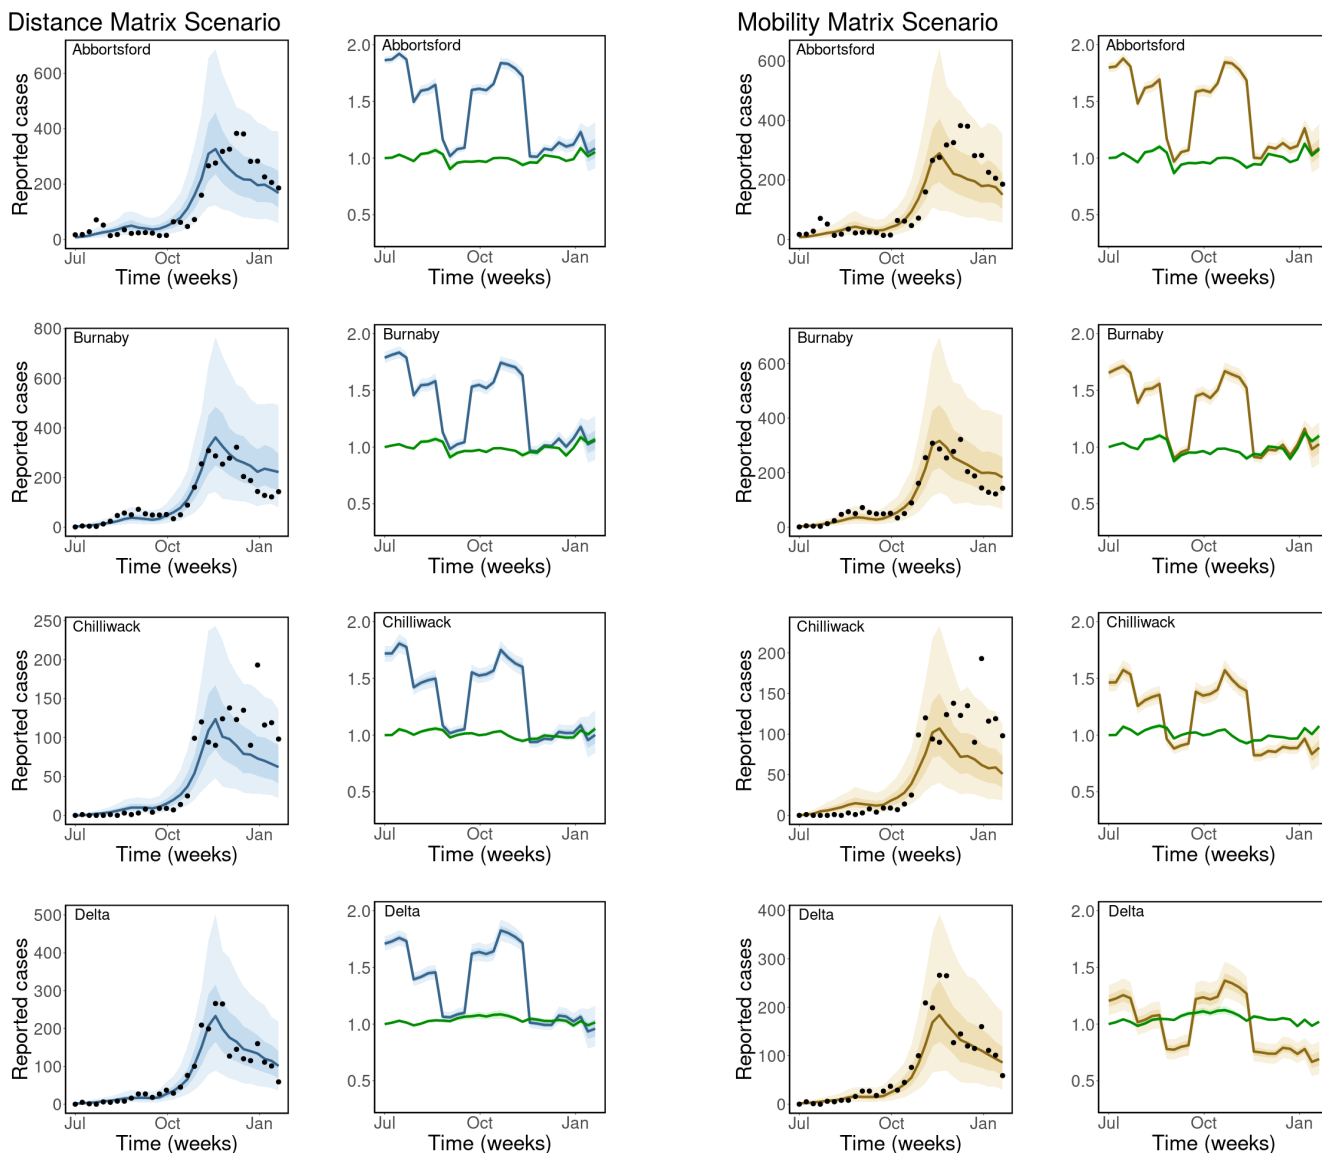 Distance Matrix Scenario
Mobility Matrix Scenario
Abbortsford
600
400
200
0
Reported cases
Jul
Oct
Jan
Time (weeks)
Abbortsford
2.0
1.5
1.0
0.5
Jul
Oct
Jan
Time (weeks)
Abbortsford
600
400
200
0
Reported cases
Jul
Oct
Jan
Time (weeks)
Abbortsford
2.0
1.5
1.0
0.5
Jul
Oct
Jan
Time (weeks)
Burnaby
800
600
400
200
0
Reported cases
Jul
Oct
Jan
Time (weeks)
Burnaby
2.0
1.5
1.0
0.5
Jul
Oct
Jan
Time (weeks)
Burnaby
600
400
200
0
Reported cases
Jul
Oct
Jan
Time (weeks)
Burnaby
2.0
1.5
1.0
0.5
Jul
Oct
Jan
Time (weeks)
Chilliwack
250
200
150
100
50
0
Reported cases
Jul
Oct
Jan
Time (weeks)
Chilliwack
2.0
1.5
1.0
0.5
Jul
Oct
Jan
Time (weeks)
Chilliwack
200
150
100
50
0
Reported cases
Jul
Oct
Jan
Time (weeks)
Chilliwack
2.0
1.5
1.0
0.5
Jul
Oct
Jan
Time (weeks)
Delta
500
400
300
200
100
0
Reported cases
Jul
Oct
Jan
Time (weeks)
Delta
2.0
1.5
1.0
0.5
Jul
Oct
Jan
Time (weeks)
Delta
400
300
200
100
0
Reported cases
Jul
Oct
Jan
Time (weeks)
Delta
2.0
1.5
1.0
0.5
Jul
Oct
Jan
Time (weeks)